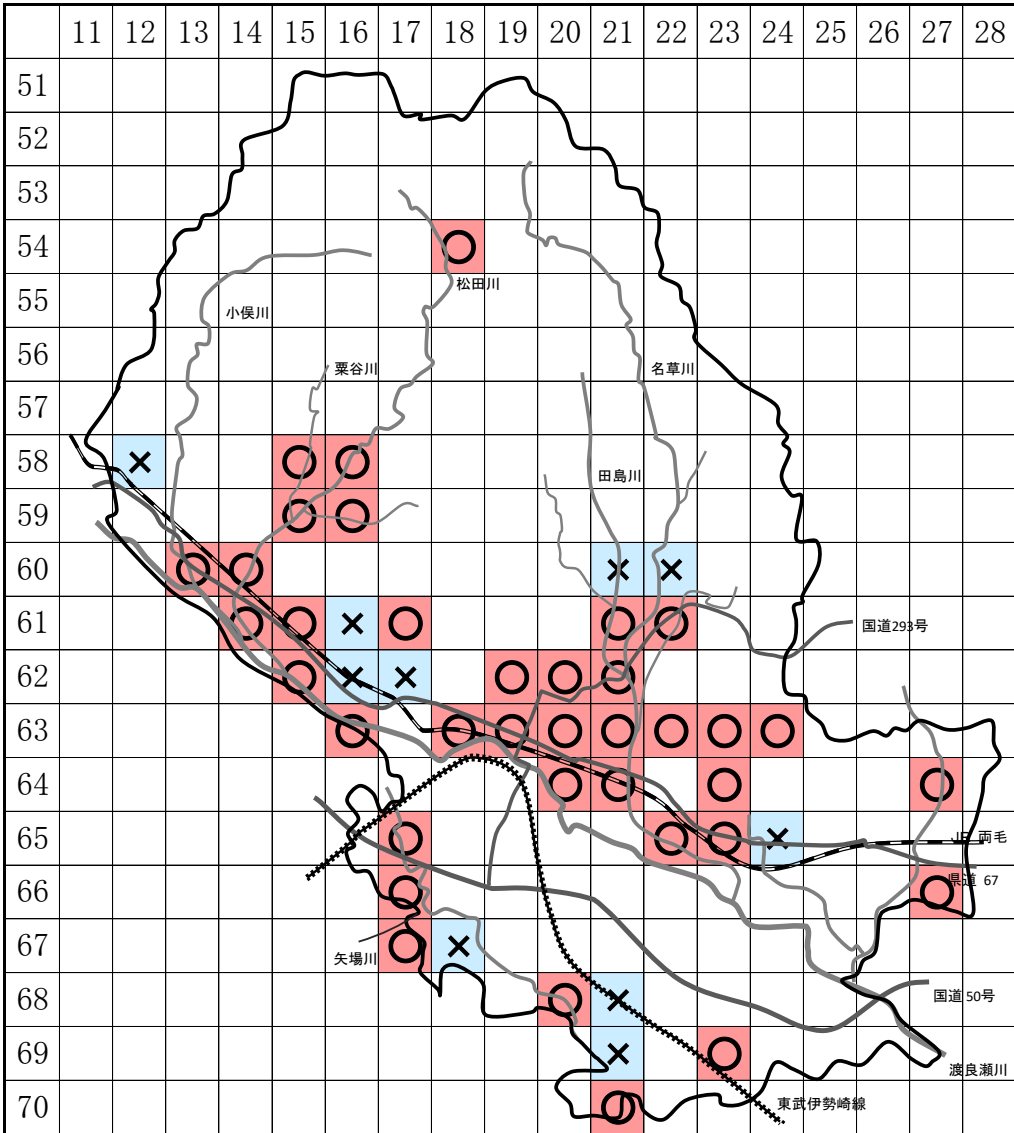 11 12 13 14 15 16 17 18 19 20 21 22 23 24 25 26 27 28
51
52
53
54
松田川
55
小俣川
56
粟谷川
名草川
57
58
× ○ ○
田島川
59
○ ○
60
○ ○ × ×
61
○ ○ × ○ ○ ○
国道293号
62
○ × × ○ ○ ○
63
○ ○ ○ ○ ○ ○ ○ ○
64
○ ○ ○ ○
65
○ ○ ○ ×
JR 両毛
66
○ ○
県道 67
67
○ ×
矢場川
68
○ ×
国道 50号
69
× ○
渡良瀬川
東武伊勢崎線
70
○